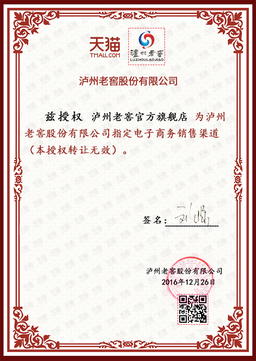 天猫
TMALL.COM
泸州老窖
LUZHOULAOJIAO
泸州老窖股份有限公司
兹授权 泸州老窖官方旗舰店 为泸州
老窖股份有限公司指定电子商务销售渠道
（本授权转让无效）。
签名：
泸州老窖股份有限公司
2016年12月26日